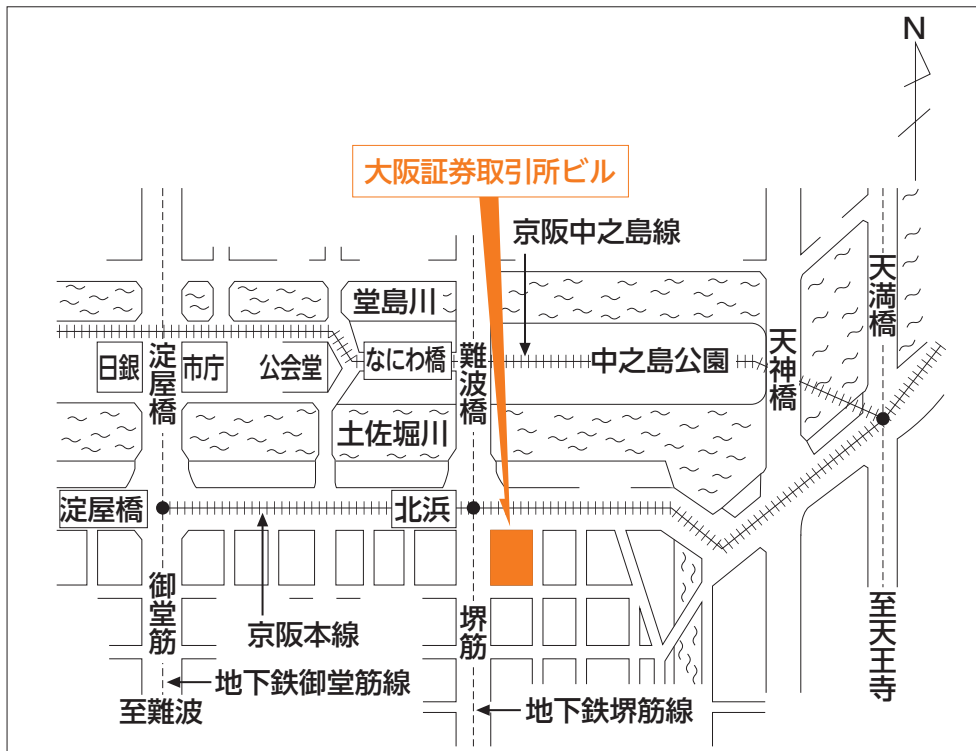 N
大阪証券取引所ビル
京阪中之島線
天満橋
堂島川
日銀
淀屋橋
市庁
公会堂
なにわ橋
難波橋
中之島公園
天神橋
土佐堀川
淀屋橋
北浜
御堂筋
京阪本線
堺筋
至天王寺
地下鉄御堂筋線
至難波
地下鉄堺筋線